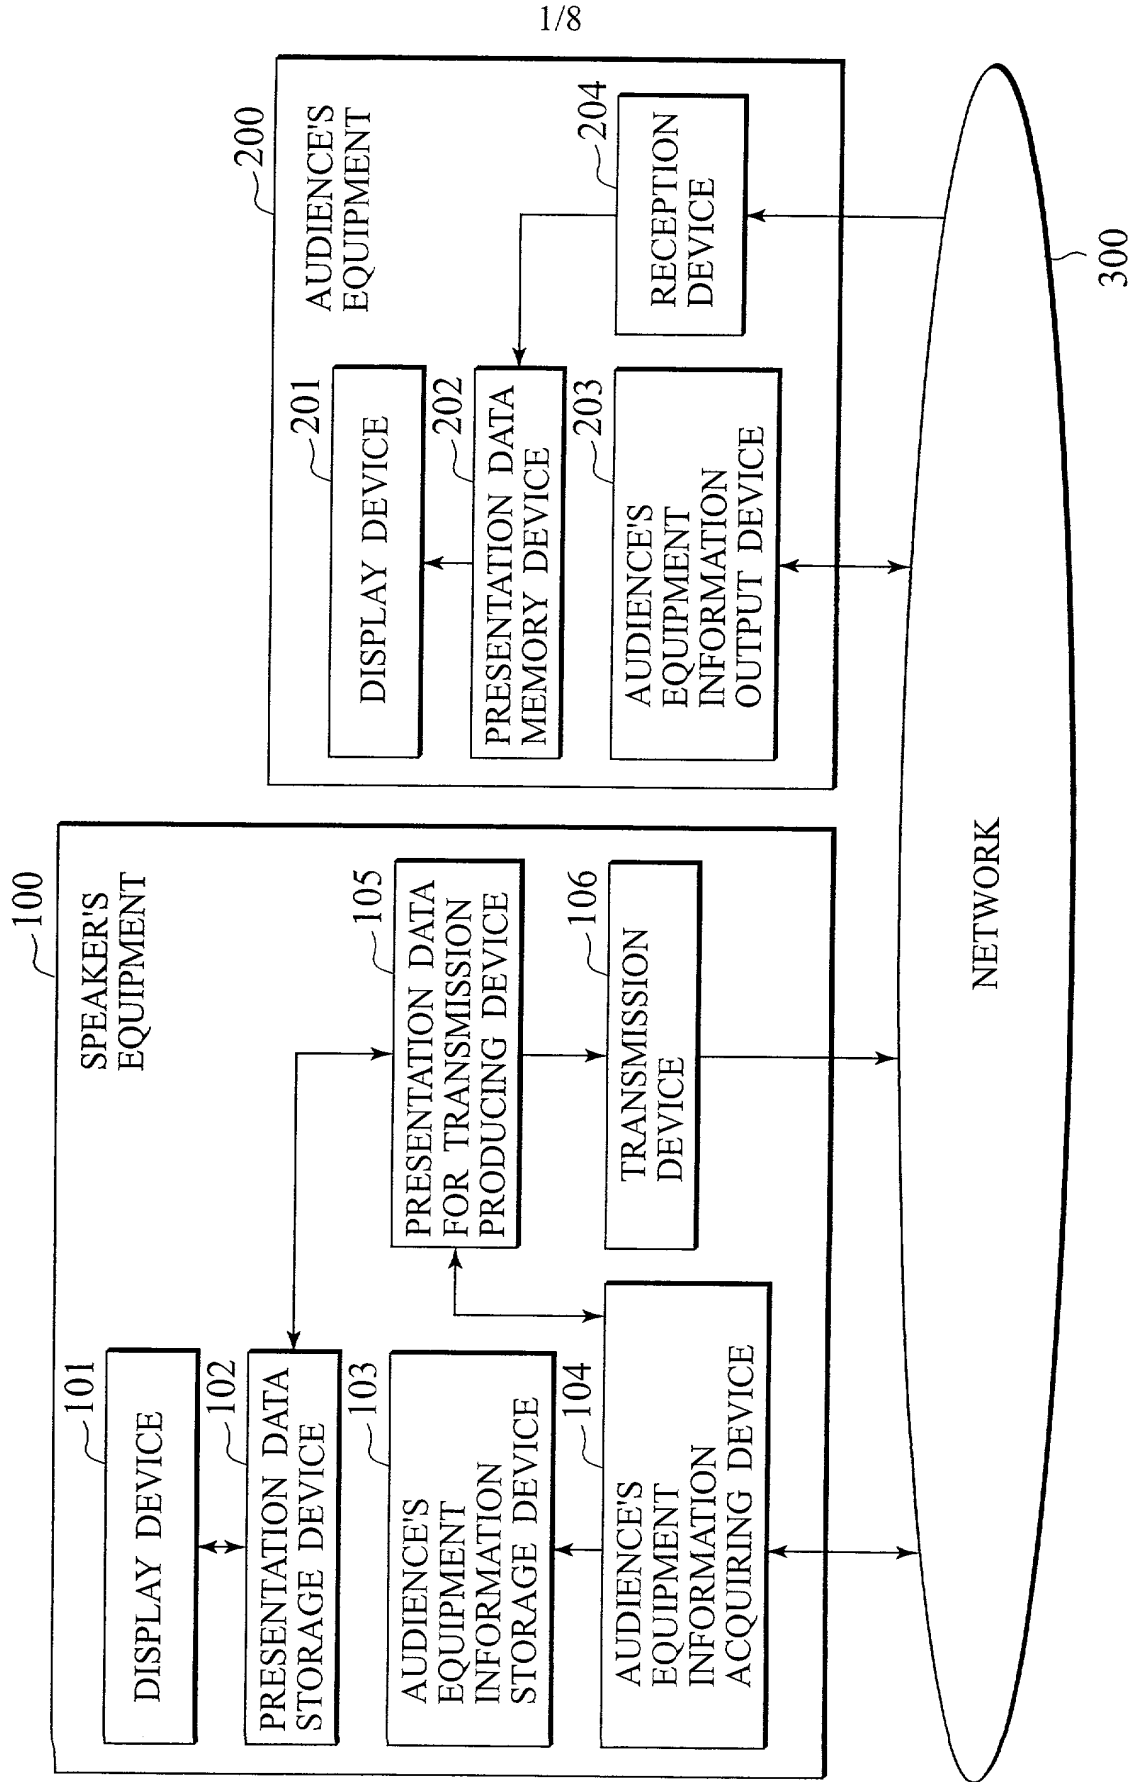 1/8
100
SPEAKER'S
EQUIPMENT
101
DISPLAY DEVICE
102
PRESENTATION DATA
STORAGE DEVICE
103
AUDIENCE'S
EQUIPMENT
INFORMATION
STORAGE DEVICE
104
AUDIENCE'S
EQUIPMENT
INFORMATION
ACQUIRING DEVICE
105
PRESENTATION DATA
FOR TRANSMISSION
PRODUCING DEVICE
106
TRANSMISSION
DEVICE
200
AUDIENCE'S
EQUIPMENT
201
DISPLAY DEVICE
202
PRESENTATION DATA
MEMORY DEVICE
203
AUDIENCE'S
EQUIPMENT
INFORMATION
OUTPUT DEVICE
204
RECEPTION
DEVICE
NETWORK
300